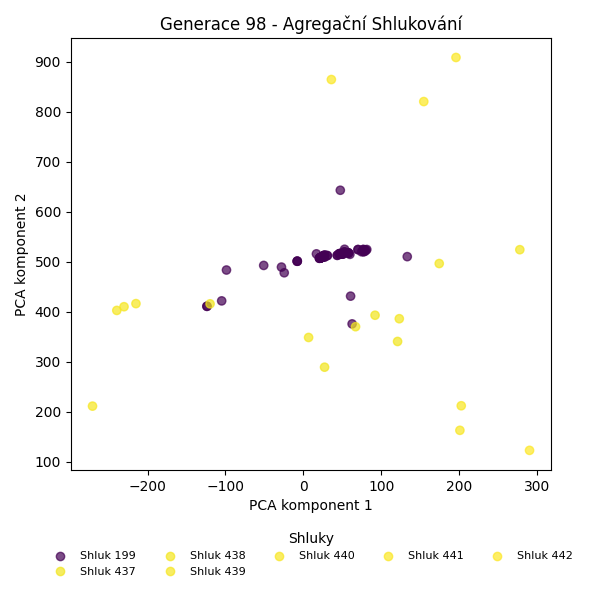 Generace 98 - Agregační Shlukování
PCA komponent 2
900
800
700
600
500
400
300
200
100
−200 −100 0 100 200 300
PCA komponent 1
Shluky
Shluk 199 Shluk 438 Shluk 440 Shluk 441 Shluk 442
Shluk 437 Shluk 439